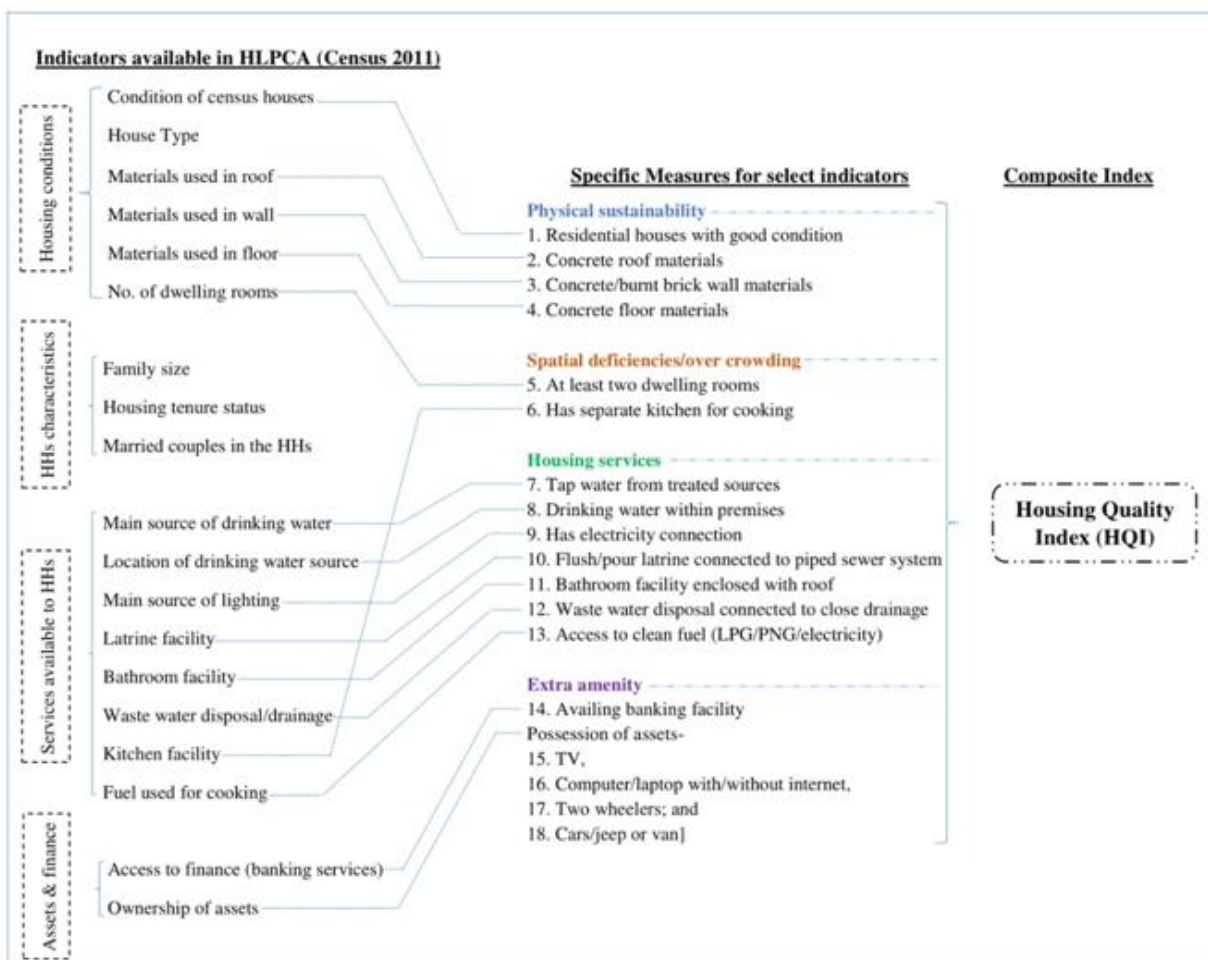 Indicators available in HLPCA (Census 2011)
Housing conditions
Condition of census houses
House Type
Materials used in roof
Materials used in wall
Materials used in floor
No. of dwelling rooms
HHs characteristics
Family size
Housing tenure status
Married couples in the HHs
Services available to HHs
Main source of drinking water
Location of drinking water source
Main source of lighting
Latrine facility
Bathroom facility
Waste water disposal/drainage
Kitchen facility
Fuel used for cooking
Assets & finance
Access to finance (banking services)
Ownership of assets
Specific Measures for select indicators
Physical sustainability
1. Residential houses with good condition
2. Concrete roof materials
3. Concrete/burnt brick wall materials
4. Concrete floor materials
Spatial deficiencies/over crowding
5. At least two dwelling rooms
6. Has separate kitchen for cooking
Housing services
7. Tap water from treated sources
8. Drinking water within premises
9. Has electricity connection
10. Flush/pour latrine connected to piped sewer system
11. Bathroom facility enclosed with roof
12. Waste water disposal connected to close drainage
13. Access to clean fuel (LPG/PNG/electricity)
Extra amenity
14. Availing banking facility
Possession of assets-
15. TV,
16. Computer/laptop with/without internet,
17. Two wheelers; and
18. Cars/jeep or van]
Composite Index
Housing Quality
Index (HQI)